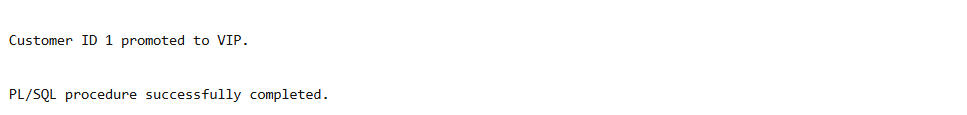 Customer ID 1 promoted to VIP.
PL/SQL procedure successfully completed.